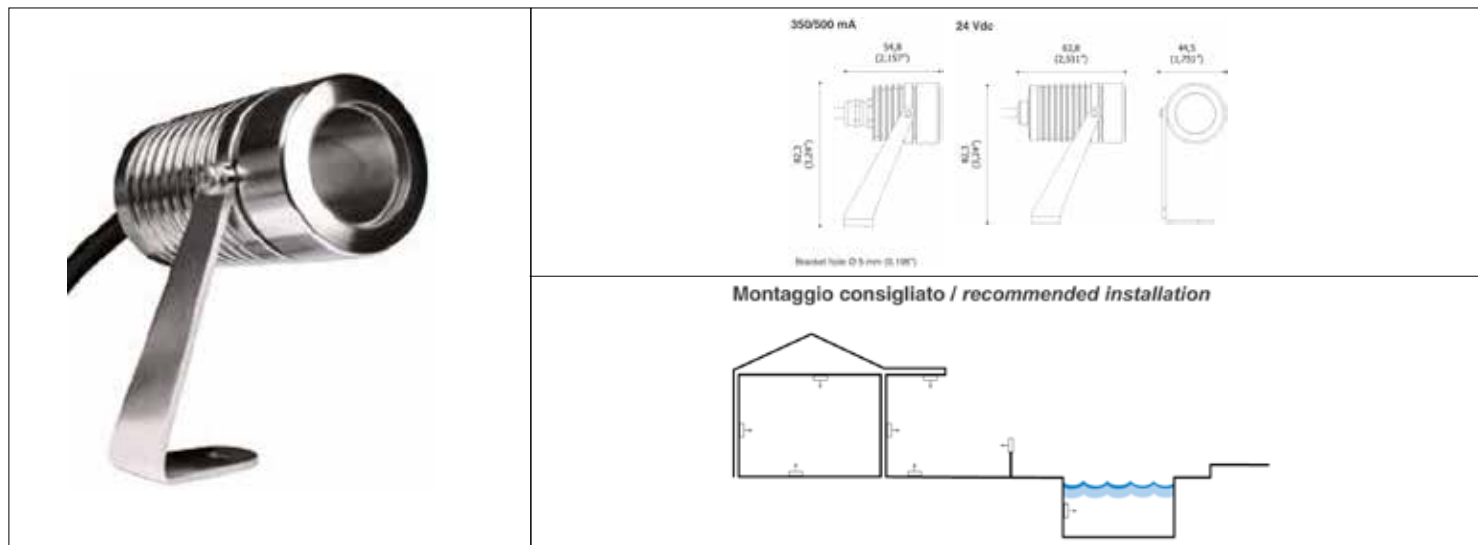 350/500 mA
24 Vdc
54,8
(2,157")
63,8
(2,511")
44,5
(1,751")
82,3
(3,24")
82,3
(3,24")
Bracket hole Ø 5 mm (0,196")
Montaggio consigliato / recommended installation